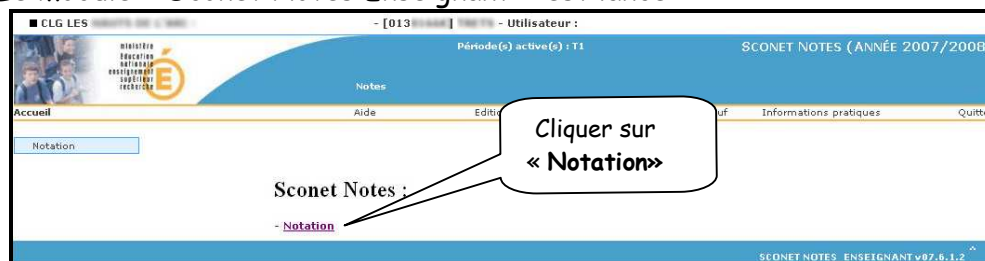 ■ CLG LES - [013 ] - Utilisateur :
ministère
éducation
nationale
enseignement
supérieur
recherche
Période(s) active(s) : T1
SCONET NOTES (ANNÉE 2007/2008
Notes
Accueil Aide Informations pratiques
Notation
Cliquer sur
« Notation»
Sconet Notes :
- Notation
SCONET NOTES ENSEIGNANT v07.6.1.2